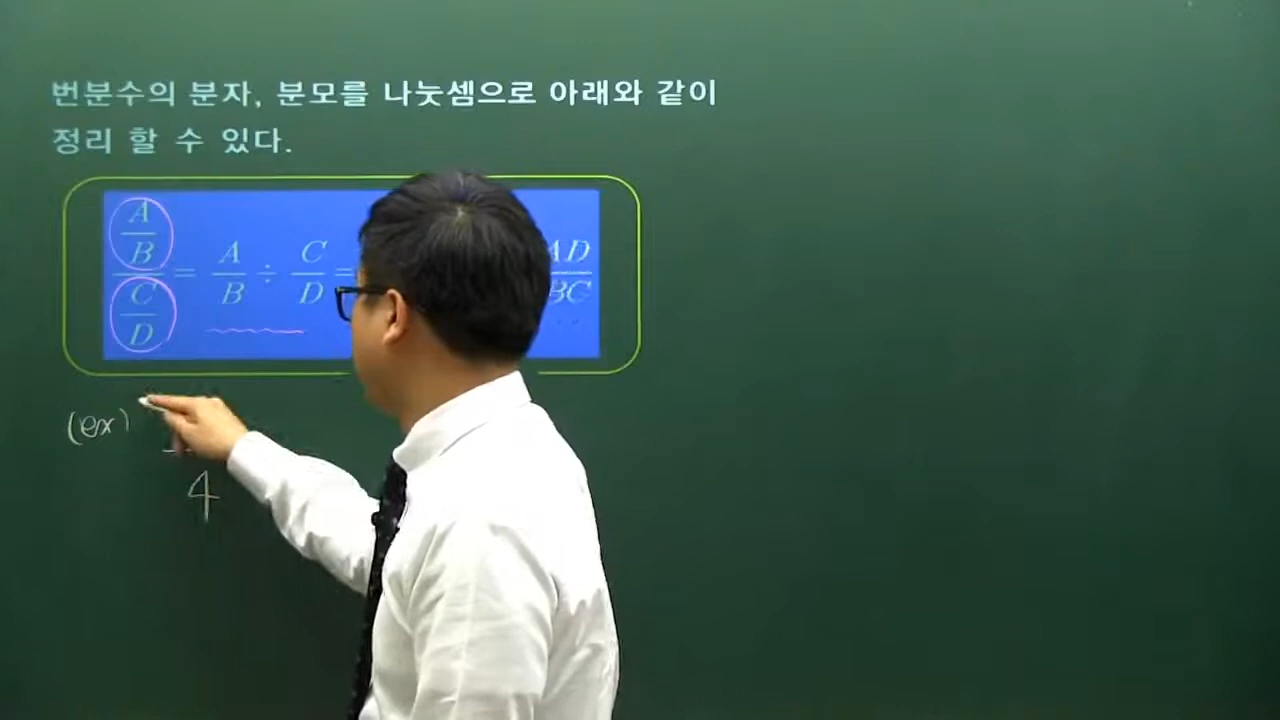 번분수의 분자, 분모를 나눗셈으로 아래와 같이
정리 할 수 있다.
A/B / C/D = A/B ÷ C/D = AD/BC
(ex)
4